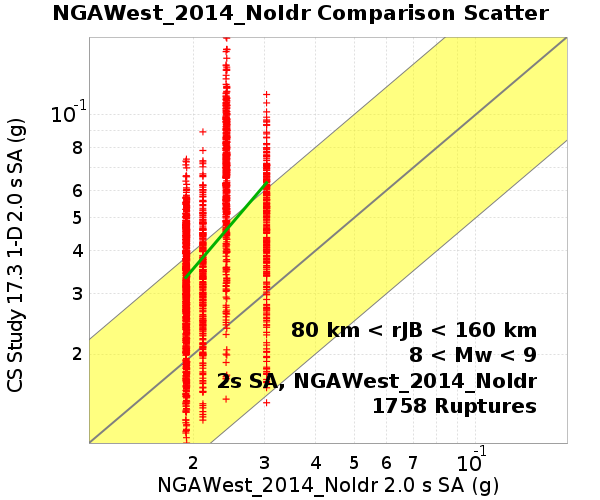 NGAWest_2014_NoIdr Comparison Scatter
CS Study 17.3 1-D 2.0 s SA (g)
10-1
8
6
5
4
3
2
80 km < rJB < 160 km
8 < Mw < 9
2s SA, NGAWest_2014_NoIdr
1758 Ruptures
2 3 4 5 6 7 10-1
NGAWest_2014_NoIdr 2.0 s SA (g)